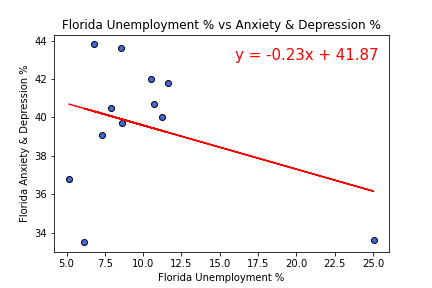 Florida Unemployment % vs Anxiety & Depression %
y = -0.23x + 41.87
Florida Anxiety & Depression %
44
42
40
38
36
34
5.0 7.5 10.0 12.5 15.0 17.5 20.0 22.5 25.0
Florida Unemployment %